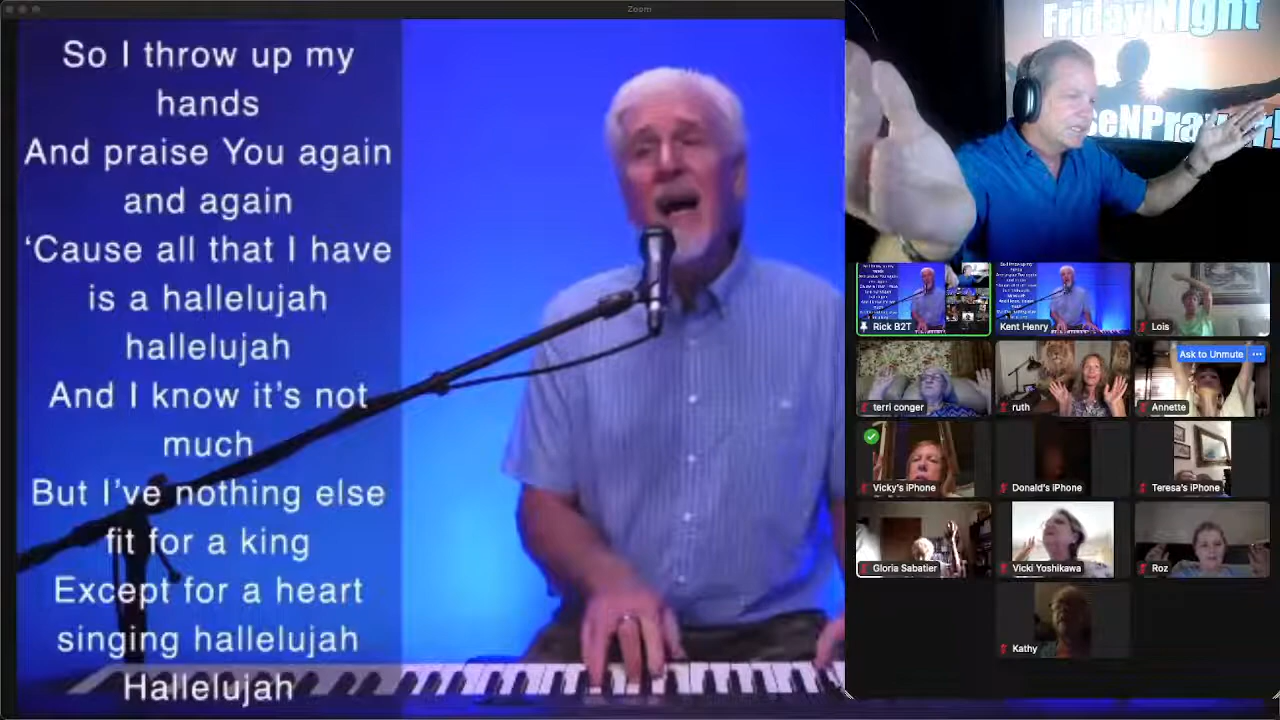 Zoom
So I throw up my
hands
And praise You again
and again
‘Cause all that I have
is a hallelujah
hallelujah
And I know it’s not
much
But I’ve nothing else
fit for a king
Except for a heart
singing hallelujah
Hallelujah
Friday Night
Rick B2T
Kent Henry
Lois
terri conger
ruth
Ask to Unmute
Annette
Vicky's iPhone
Donald's iPhone
Teresa's iPhone
Gloria Sabatier
Vicki Yoshikawa
Roz
Kathy